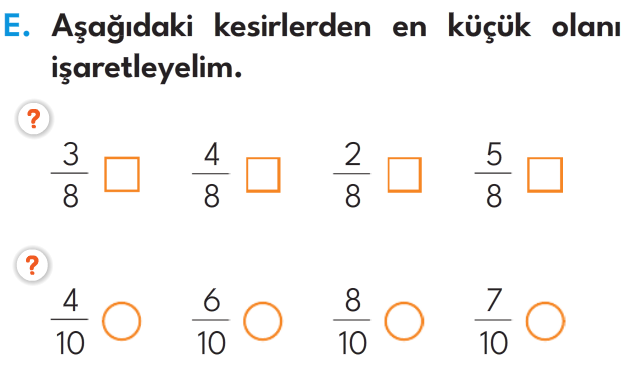 E. Aşağıdaki kesirlerden en küçük olanı
işaretleyelim.
?
3/8 4/8 2/8 5/8
?
4/10 6/10 8/10 7/10